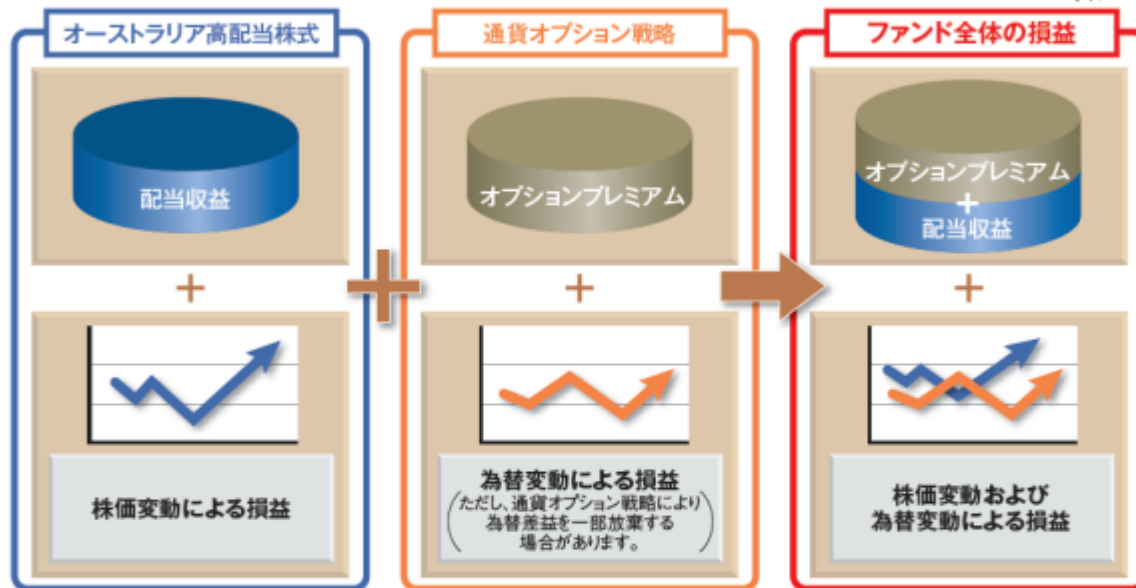 オーストラリア高配当株式
配当収益
+
株価変動による損益
+
通貨オプション戦略
オプションプレミアム
+
為替変動による損益
(ただし、通貨オプション戦略により
為替差益を一部放棄する
場合があります。)
ファンド全体の損益
オプションプレミアム
+
配当収益
+
株価変動および
為替変動による損益